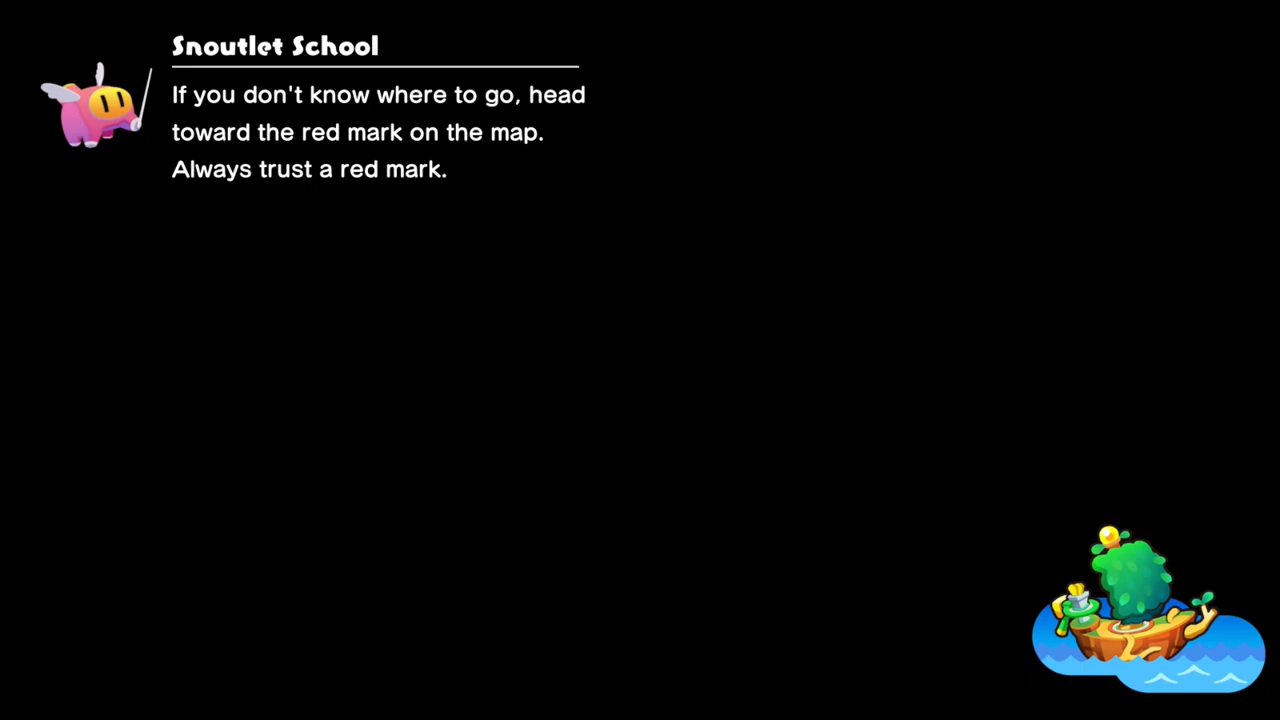 Snoutlet School
If you don't know where to go, head
toward the red mark on the map.
Always trust a red mark.